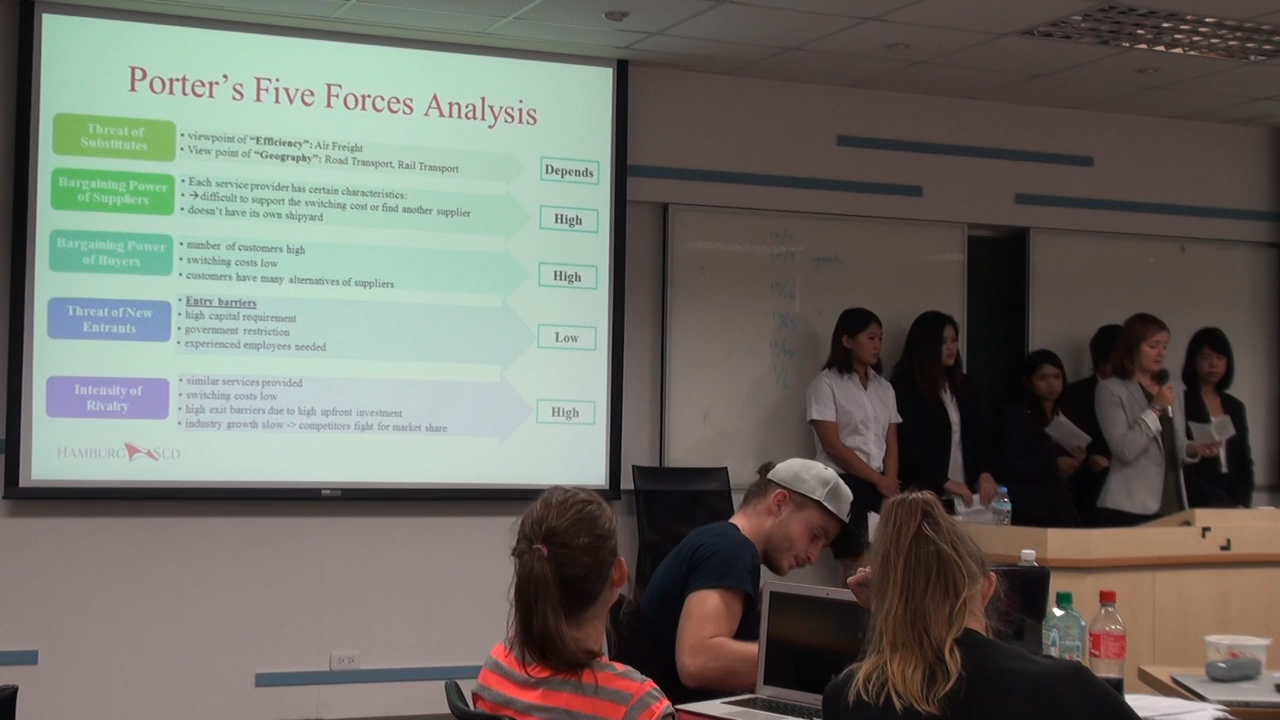 Porter's Five Forces Analysis
Threat of
Substitutes
• viewpoint of "Efficiency": Air Freight
• View point of "Geography": Road Transport, Rail Transport
Depends
Bargaining Power
of Suppliers
• Each service provider has certain characteristics:
• →difficult to support the switching cost or find another supplier
• doesn't have its own shipyard
High
Bargaining Power
of Buyers
• number of customers high
• switching costs low
• customers have many alternatives of suppliers
High
Threat of New
Entrants
• Entry barriers
• high capital requirement
• government restriction
• experienced employees needed
Low
Intensity of
Rivalry
• similar services provided
• switching costs low
• high exit barriers due to high upfront investment
• industry growth slow -> competitors fight for market share
High
HAMBURG SÜD